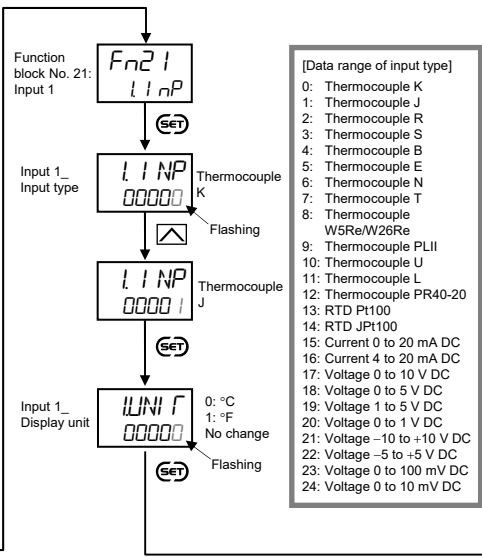 Function
block No. 21:
Input 1
Fn21
1.1nP
SET
Input 1_
Input type
1.1NP
00000
Thermocouple
K
Flashing
1.1NP
00001
Thermocouple
J
SET
Input 1_
Display unit
1.UNIT
00000
0: °C
1: °F
No change
Flashing
SET
[Data range of input type]
0: Thermocouple K
1: Thermocouple J
2: Thermocouple R
3: Thermocouple S
4: Thermocouple B
5: Thermocouple E
6: Thermocouple N
7: Thermocouple T
8: Thermocouple
W5Re/W26Re
9: Thermocouple PLII
10: Thermocouple U
11: Thermocouple L
12: Thermocouple PR40-20
13: RTD Pt100
14: RTD JPt100
15: Current 0 to 20 mA DC
16: Current 4 to 20 mA DC
17: Voltage 0 to 10 V DC
18: Voltage 0 to 5 V DC
19: Voltage 1 to 5 V DC
20: Voltage 0 to 1 V DC
21: Voltage −10 to +10 V DC
22: Voltage −5 to +5 V DC
23: Voltage 0 to 100 mV DC
24: Voltage 0 to 10 mV DC